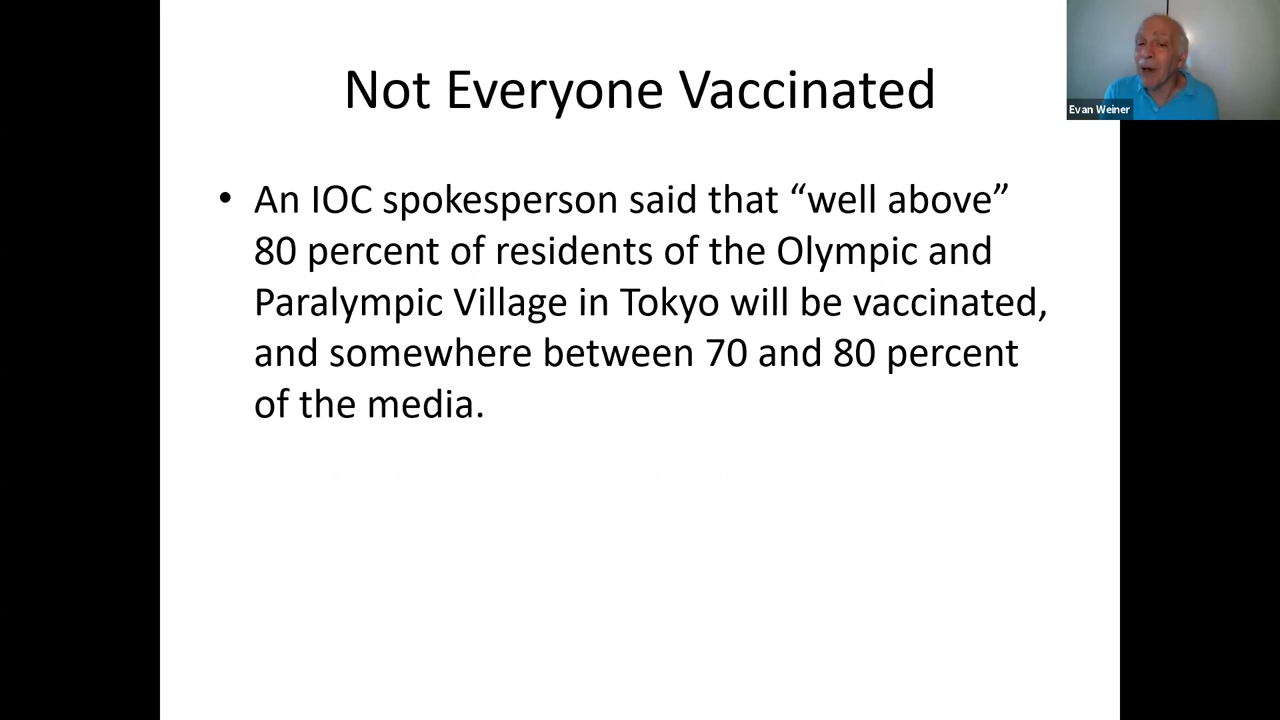 Not Everyone Vaccinated
Evan Weiner
• An IOC spokesperson said that “well above”
80 percent of residents of the Olympic and
Paralympic Village in Tokyo will be vaccinated,
and somewhere between 70 and 80 percent
of the media.